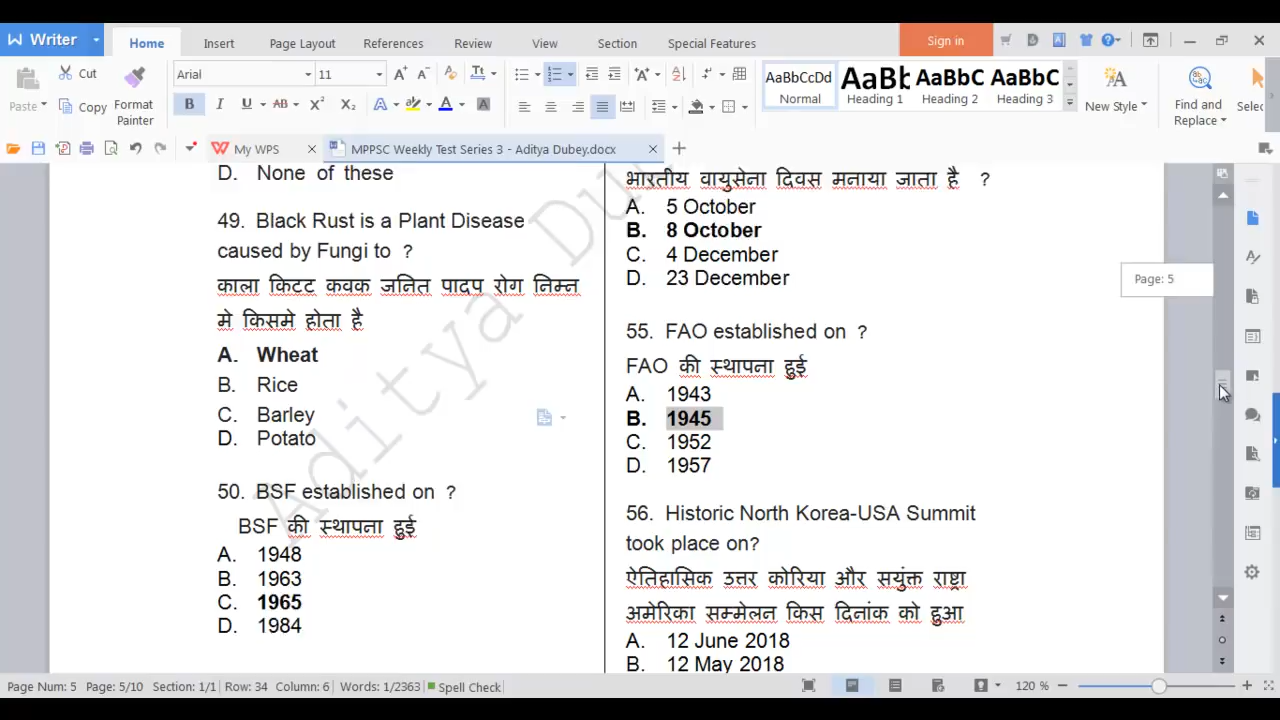 Writer
Home
Insert
Page Layout
References
Review
View
Section
Special Features
Sign in
Paste
Cut
Copy
Format
Painter
Arial
11
B I U AB X² X₂ A
AaBbCcDd
Normal
AaBb
Heading 1
AaBbC
Heading 2
AaBbC
Heading 3
New Style
Find and
Replace
Selec
My WPS
MPPSC Weekly Test Series 3 - Aditya Dubey.docx
D. None of these
49. Black Rust is a Plant Disease
caused by Fungi to ?
काला किटट कवक जनित पादप रोग निम्न
मे किसमे होता है
A. Wheat
B. Rice
C. Barley
D. Potato
50. BSF established on ?
BSF की स्थापना हुई
A. 1948
B. 1963
C. 1965
D. 1984
भारतीय वायुसेना दिवस मनाया जाता है ?
A. 5 October
B. 8 October
C. 4 December
D. 23 December
55. FAO established on ?
FAO की स्थापना हुई
A. 1943
B. 1945
C. 1952
D. 1957
56. Historic North Korea-USA Summit
took place on?
ऐतिहासिक उत्तर कोरिया और सयुंक्त राष्ट्रा
अमेरिका सम्मेलन किस दिनांक को हुआ
A. 12 June 2018
B. 12 May 2018
Aditya Du
Page: 5
Page Num: 5 Page: 5/10 Section: 1/1 Row: 34 Column: 6 Words: 1/2363 Spell Check
120 %